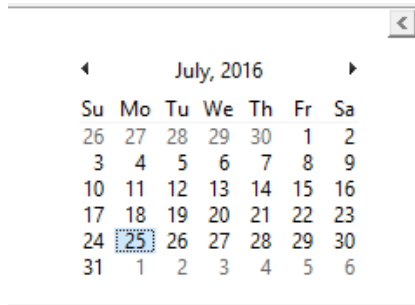 July, 2016
Su Mo Tu We Th Fr Sa
26 27 28 29 30 1 2
3 4 5 6 7 8 9
10 11 12 13 14 15 16
17 18 19 20 21 22 23
24 25 26 27 28 29 30
31 1 2 3 4 5 6